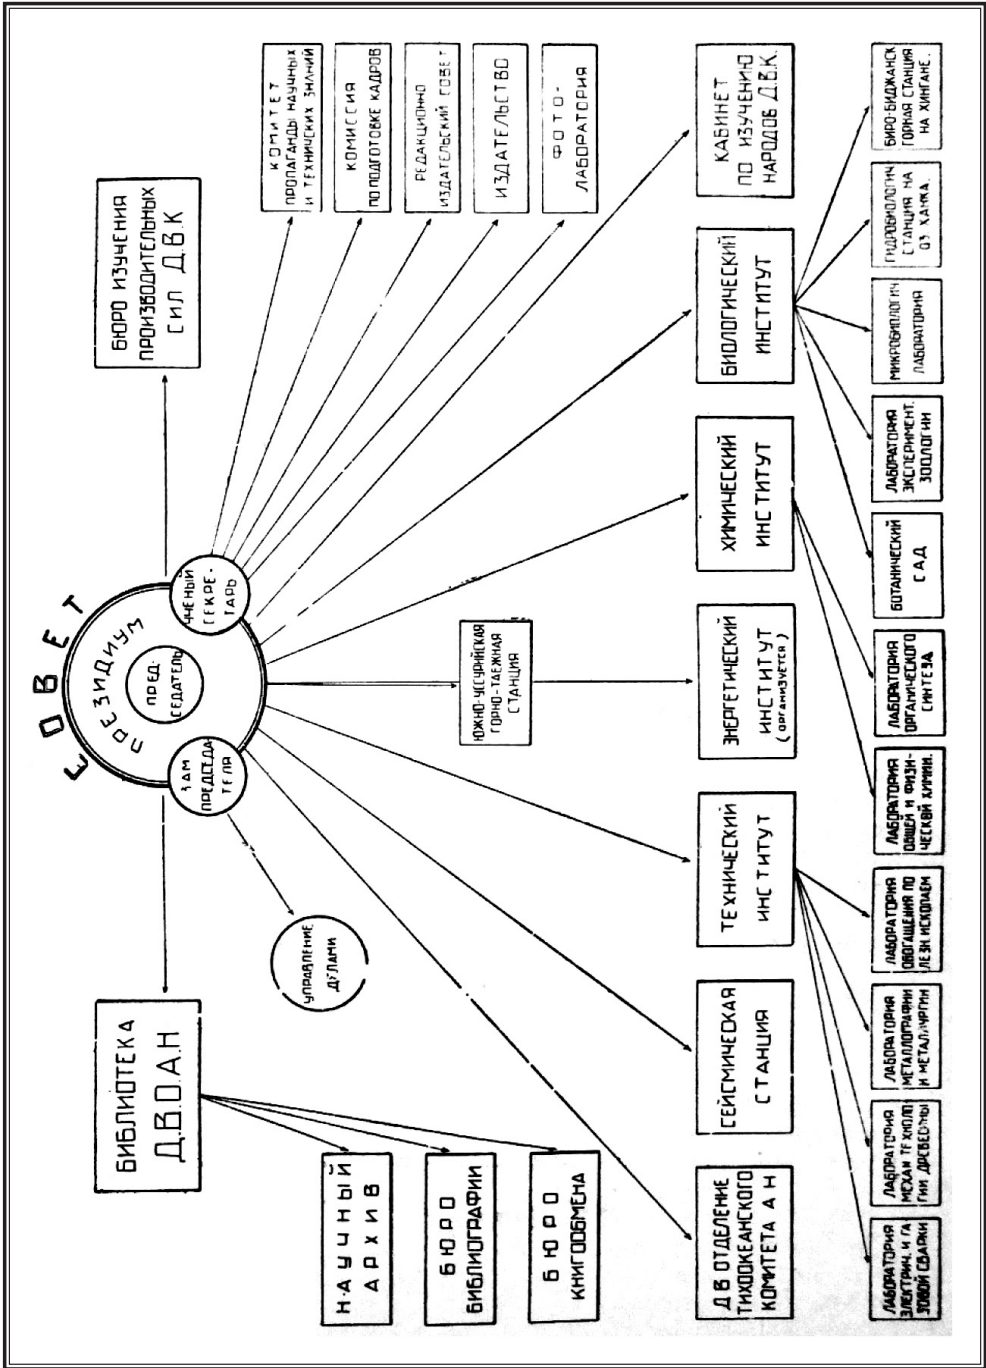 СОВЕТ
ПРЕЗИДИУМ
ПРЕД-
СЕДАТЕЛЬ
ЗАМ
ПРЕДСЕДА
ТЕЛЯ
УЧЕНЫЙ
СЕКРЕ-
ТАРЬ
УПРАВЛЕНИЕ
ДЕЛАМИ
БИБЛИОТЕКА
Д.В.О.А.Н
БЮРО ИЗУЧЕНИЯ
ПРОИЗВОДИТЕЛЬНЫХ
СИЛ Д.В.К
НАУЧНЫЙ
АРХИВ
БЮРО
БИБЛИОГРАФИИ
БЮРО
КНИГООБМЕНА
ЮЖНО-УССУРИЙСКАЯ
ГОРНО-ТАЕЖНАЯ
СТАНЦИЯ
КОМИТЕТ
ПРОПАГАНДЫ НАУЧНЫХ
И ТЕХНИЧСКИХ ЗНАНИЙ
КОМИССИЯ
ПО ПОДГОТОВКЕ КАДРОВ
РЕДАКЦИОННО
ИЗДАТЕЛЬСКИЙ СОВЕТ
ИЗДАТЕЛЬСТВО
ФОТО-
ЛАБОРАТОРИЯ
ДВ ОТДЕЛЕНИЕ
ТИХООКЕАНСКОГО
КОМИТЕТА АН
СЕЙСМИЧЕСКАЯ
СТАНЦИЯ
ТЕХНИЧЕСКИЙ
ИНСТИТУТ
ЭНЕРГЕТИЧЕСКИЙ
ИНСТИТУТ
(ОРГАНИЗУЕТСЯ)
ХИМИЧЕСКИЙ
ИНСТИТУТ
БИОЛОГИЧЕСКИЙ
ИНСТИТУТ
КАБИНЕТ
ПО ИЗУЧЕНИЮ
НАРОДОВ Д.В.К.
ЛАБОРАТОРИЯ
ЭЛЕКТРИЧ. И ГА
ЗОВОЙ СВАРКИ
ЛАБОРАТОРИЯ
МЕХАН ТЕХНОЛО
ГИИ ДРЕВЕСИНЫ
ЛАБОРАТОРИЯ
МЕТАЛЛОГРАФИИ
И МЕТАЛЛУРГИИ
ЛАБОРАТОРИЯ
ОБОГАЩЕНИЯ ПО
ЛЕЗН ИСКОПАЕМ
ЛАБОРАТОРИЯ
ОБЩЕЙ И ФИЗИ-
ЧЕСКОЙ ХИМИИ.
ЛАБОРАТОРИЯ
ОРГАНИЧЕСКОГО
СИНТЕЗА
БОТАНИЧЕСКИЙ
САД
ЛАБОРАТОРИЯ
ЭКСПЕРИМЕНТ.
ЗООЛОГИИ
МИКРОБИОЛОГИЧ
ЛАБОРАТОРИЯ
ГИДРОБИОЛОГИЧ
СТАНЦИЯ НА
ОЗ. ХАНКА.
БИРО-БИДЖАНСК
ГОРНАЯ СТАНЦИЯ
НА ХИНГАНЕ.